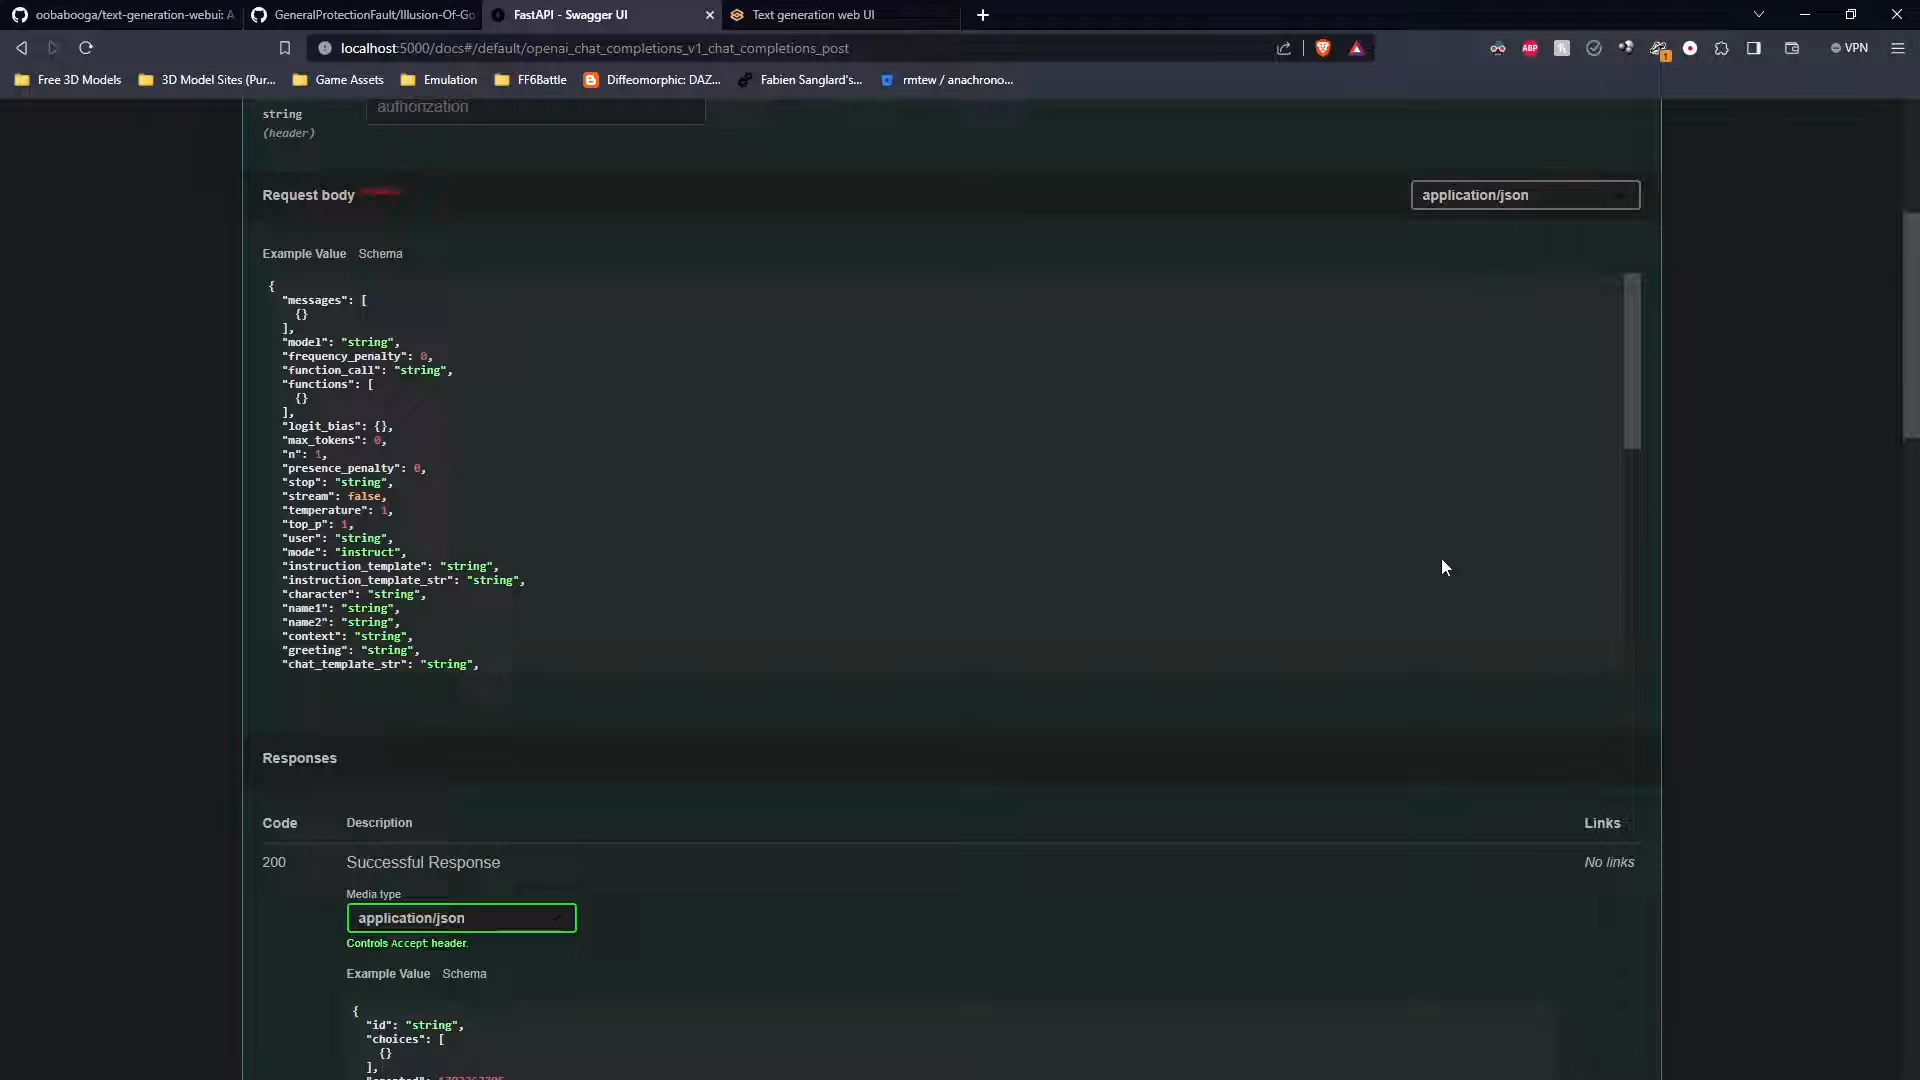 oobabooga/text-generation-webui: A
GeneralProtectionFault/Illusion-Of-Go
FastAPI - Swagger UI
Text generation web UI
localhost:5000/docs#/default/openai_chat_completions_v1_chat_completions_post
ABP
1
VPN
Free 3D Models
3D Model Sites (Pur...
Game Assets
Emulation
FF6Battle
Diffeomorphic: DAZ...
Fabien Sanglard's...
rmtew / anachrono...
string
authorization
(header)
Request body
application/json
Example Value
Schema
{
"messages": [
{}
],
"model": "string",
"frequency_penalty": 0,
"function_call": "string",
"functions": [
{}
],
"logit_bias": {},
"max_tokens": 0,
"n": 1,
"presence_penalty": 0,
"stop": "string",
"stream": false,
"temperature": 1,
"top_p": 1,
"user": "string",
"mode": "instruct",
"instruction_template": "string",
"instruction_template_str": "string",
"character": "string",
"name1": "string",
"name2": "string",
"context": "string",
"greeting": "string",
"chat_template_str": "string",
Responses
Code
Description
Links
200
Successful Response
No links
Media type
application/json
Controls Accept header.
Example Value
Schema
{
"id": "string",
"choices": [
{}
],